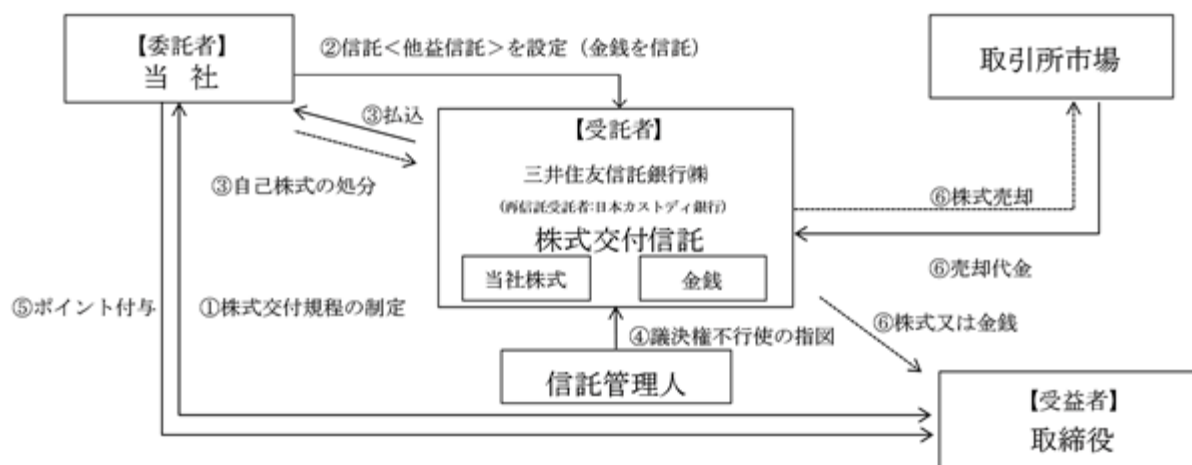 【委託者】
当 社
②信託<他益信託>を設定（金銭を信託）
取引所市場
③払込
③自己株式の処分
【受託者】
三井住友信託銀行㈱
(再信託受託者:日本カストディ銀行)
株式交付信託
当社株式
金銭
⑥株式売却
⑥売却代金
⑤ポイント付与
①株式交付規程の制定
④議決権不行使の指図
⑥株式又は金銭
信託管理人
【受益者】
取締役